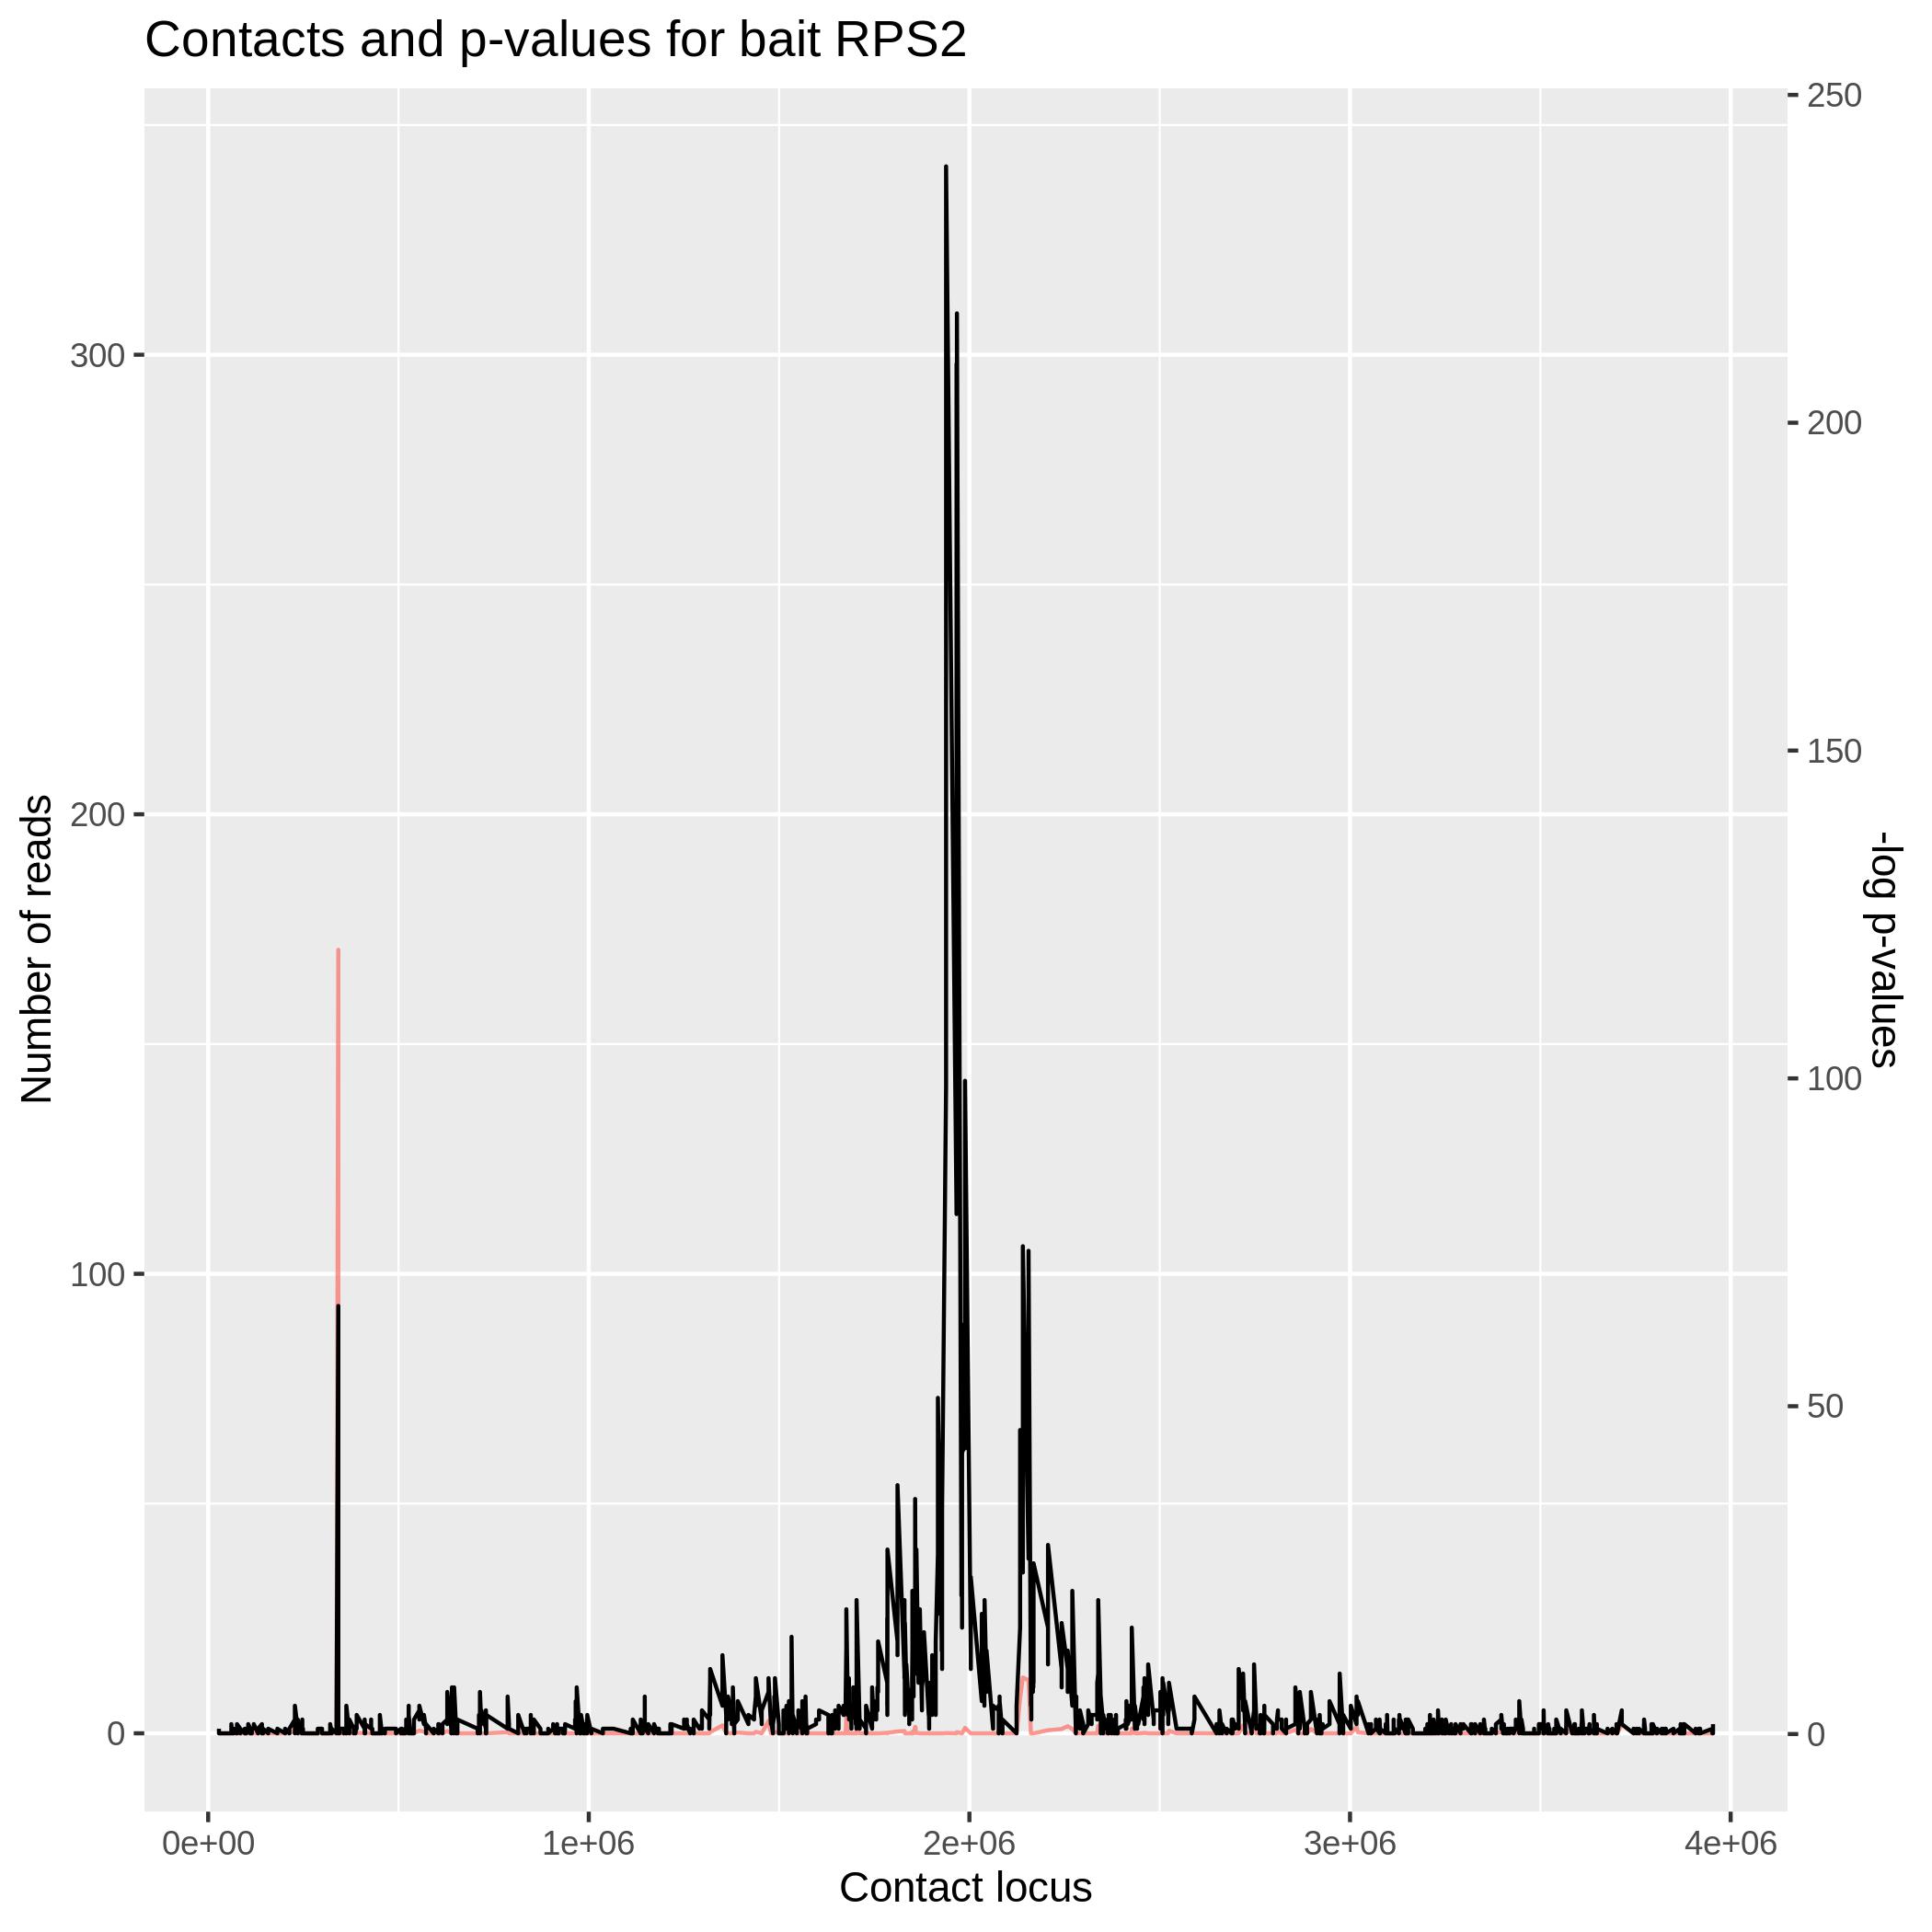 Contacts and p-values for bait RPS2
Number of reads
300
200
100
0
250
200
150
100
50
0
-log p-values
0e+00
1e+06
2e+06
3e+06
4e+06
Contact locus